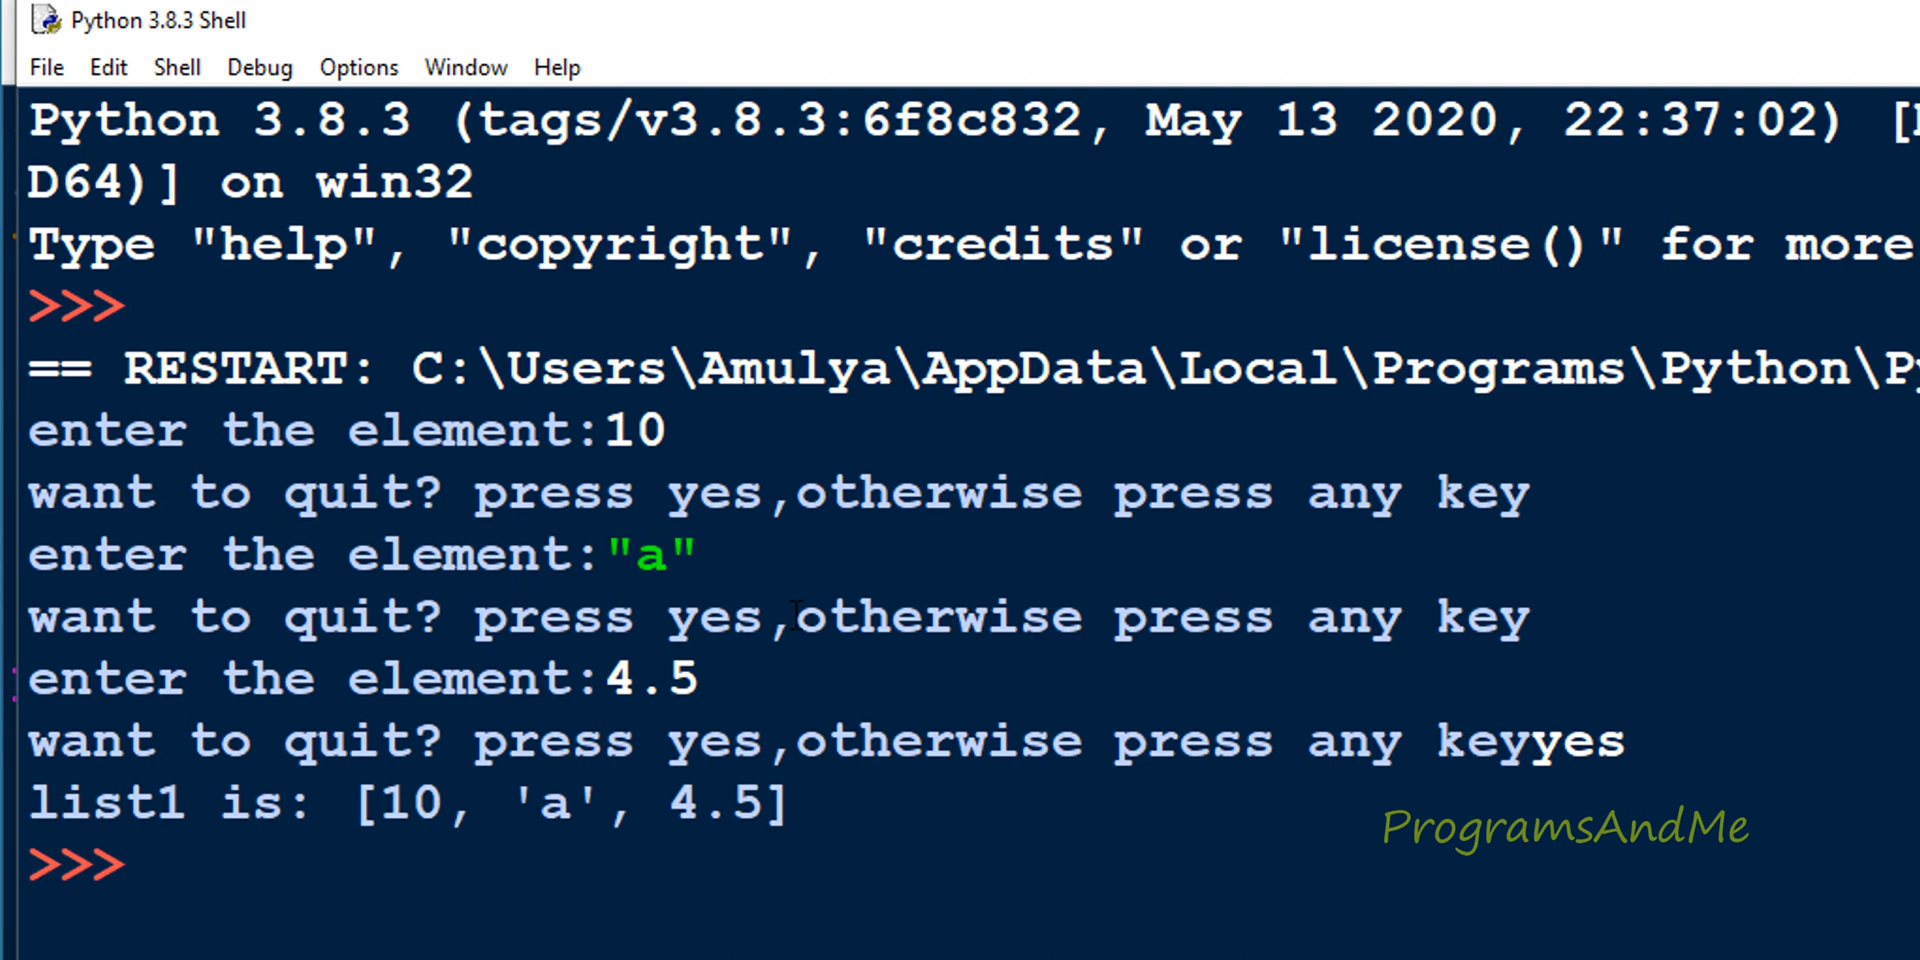 Python 3.8.3 Shell
File Edit Shell Debug Options Window Help
Python 3.8.3 (tags/v3.8.3:6f8c832, May 13 2020, 22:37:02) [
D64)] on win32
Type "help", "copyright", "credits" or "license()" for more
>>>
== RESTART: C:\Users\Amulya\AppData\Local\Programs\Python\Py
enter the element:10
want to quit? press yes,otherwise press any key
enter the element:"a"
want to quit? press yes,otherwise press any key
enter the element:4.5
want to quit? press yes,otherwise press any keyyes
list1 is: [10, 'a', 4.5]
ProgramsAndMe
>>>